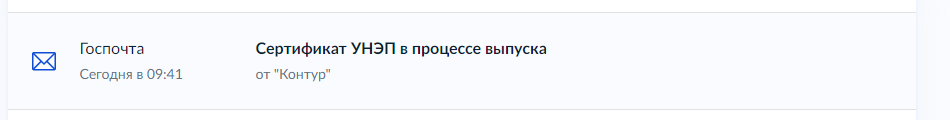 Госпочта
Сертификат УНЭП в процессе выпуска
Сегодня в 09:41
от "Контур"